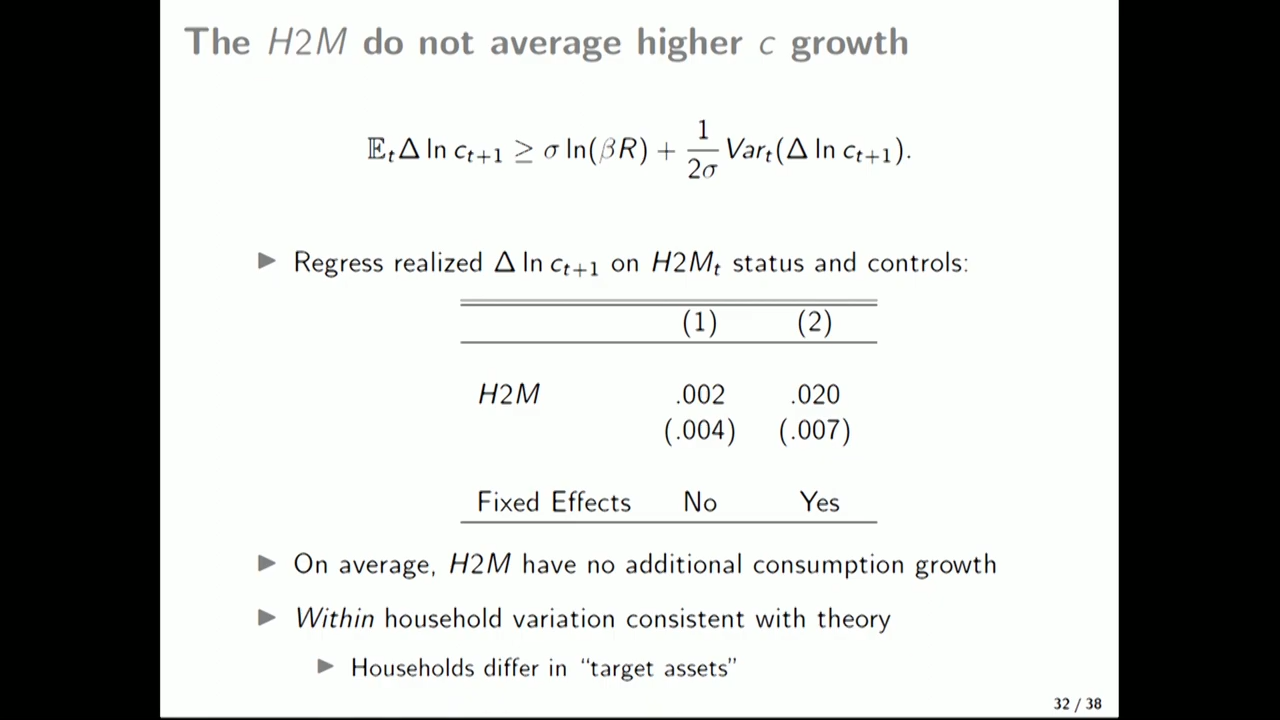 The H2M do not average higher c growth
𝔼ₜΔ ln cₜ₊₁ ≥ σ ln(βR) + 1/2σ Varₜ(Δ ln cₜ₊₁).
▶ Regress realized Δ ln cₜ₊₁ on H2Mₜ status and controls:
(1) (2)
H2M .002 .020
(.004) (.007)
Fixed Effects No Yes
▶ On average, H2M have no additional consumption growth
▶ Within household variation consistent with theory
▶ Households differ in “target assets”
32 / 38